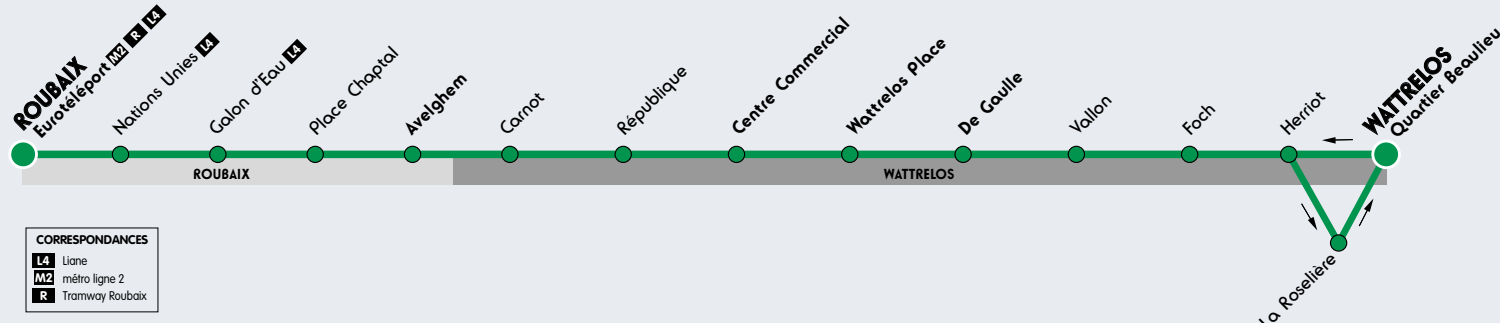 ROUBAIX
Eurotéléport M2 R L4
Nations Unies L4
Galon d'Eau L4
Place Chaptal
Avelghem
Carnot
République
Centre Commercial
Wattrelos Place
De Gaulle
Vallon
Foch
Herriot
WATTRELOS
Quartier Beaulieu
La Roselière
ROUBAIX
WATTRELOS
CORRESPONDANCES
L4 Liane
M2 métro ligne 2
R Tramway Roubaix